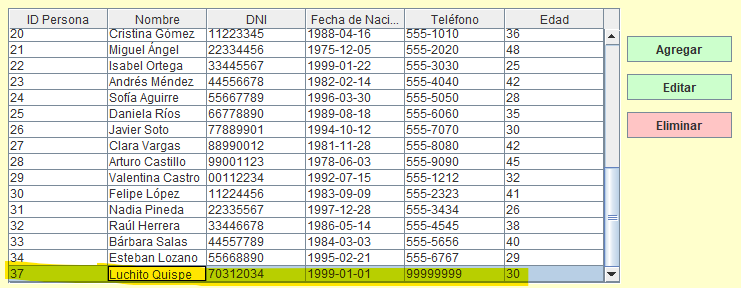 ID Persona Nombre DNI Fecha de Naci... Teléfono Edad
20 Cristina Gómez 11223345 1988-04-16 555-1010 36
21 Miguel Ángel 22334456 1975-12-05 555-2020 48
22 Isabel Ortega 33445567 1999-01-22 555-3030 25
23 Andrés Méndez 44556678 1982-02-14 555-4040 42
24 Sofía Aguirre 55667789 1996-03-30 555-5050 28
25 Daniela Ríos 66778890 1989-08-18 555-6060 35
26 Javier Soto 77889901 1994-10-12 555-7070 30
27 Clara Vargas 88990012 1981-11-28 555-8080 42
28 Arturo Castillo 99001123 1978-06-03 555-9090 45
29 Valentina Castro 00112234 1992-07-15 555-1212 32
30 Felipe López 11224456 1983-09-09 555-2323 41
31 Nadia Pineda 22335567 1997-12-28 555-3434 26
32 Raúl Herrera 33446678 1986-05-14 555-4545 38
33 Bárbara Salas 44557789 1984-03-03 555-5656 40
34 Esteban Lozano 55668890 1995-02-21 555-6767 29
37 Luchito Quispe 70312034 1999-01-01 99999999 30
Agregar
Editar
Eliminar